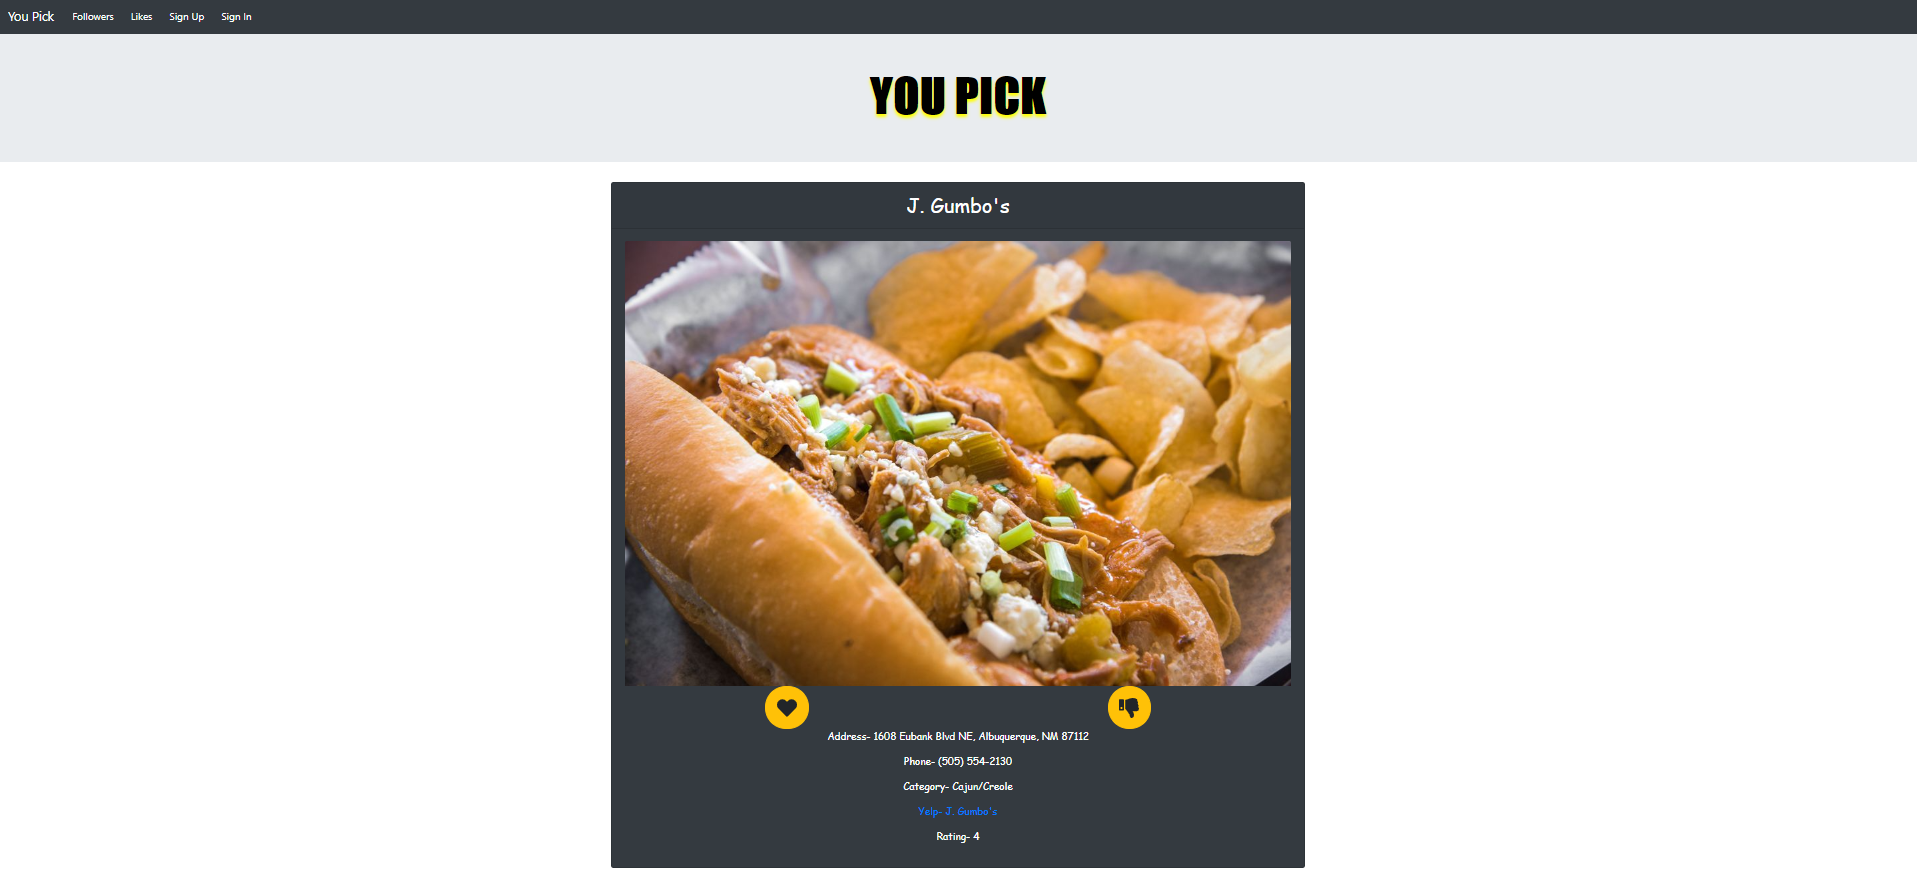 You Pick Followers Likes Sign Up Sign In
YOU PICK
J. Gumbo's
Address- 1608 Eubank Blvd NE, Albuquerque, NM 87112
Phone- (505) 554-2130
Category- Cajun/Creole
Yelp- J. Gumbo's
Rating- 4